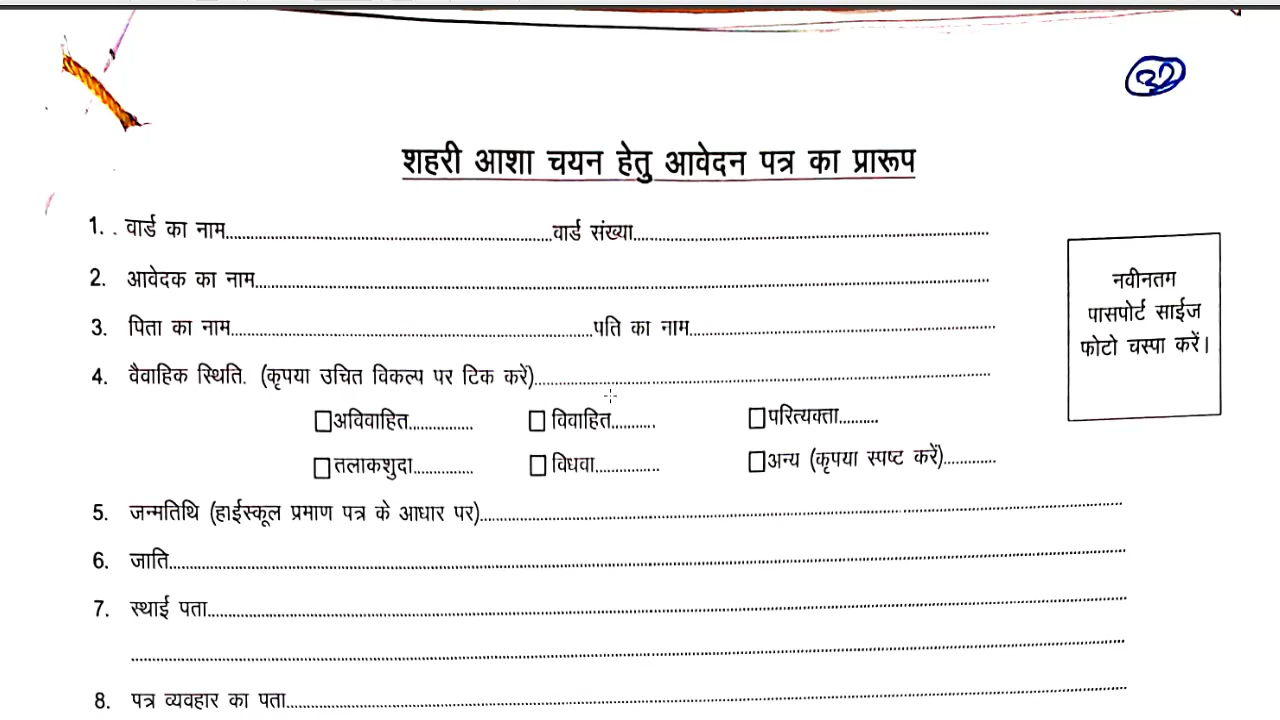 शहरी आशा चयन हेतु आवेदन पत्र का प्रारूप
1. . वार्ड का नाम..............................वार्ड संख्या..............................
2. आवेदक का नाम............................................................
नवीनतम
पासपोर्ट साईज
फोटो चस्पा करें।
3. पिता का नाम..............................पति का नाम..............................
4. वैवाहिक स्थिति. (कृपया उचित विकल्प पर टिक करें)..............................
☐ अविवाहित............... ☐ विवाहित........... ☐ परित्यक्ता..........
☐ तलाकशुदा.............. ☐ विधवा............... ☐ अन्य (कृपया स्पष्ट करें)............
5. जन्मतिथि (हाईस्कूल प्रमाण पत्र के आधार पर)..............................
6. जाति............................................................
7. स्थाई पता............................................................
............................................................
8. पत्र व्यवहार का पता............................................................